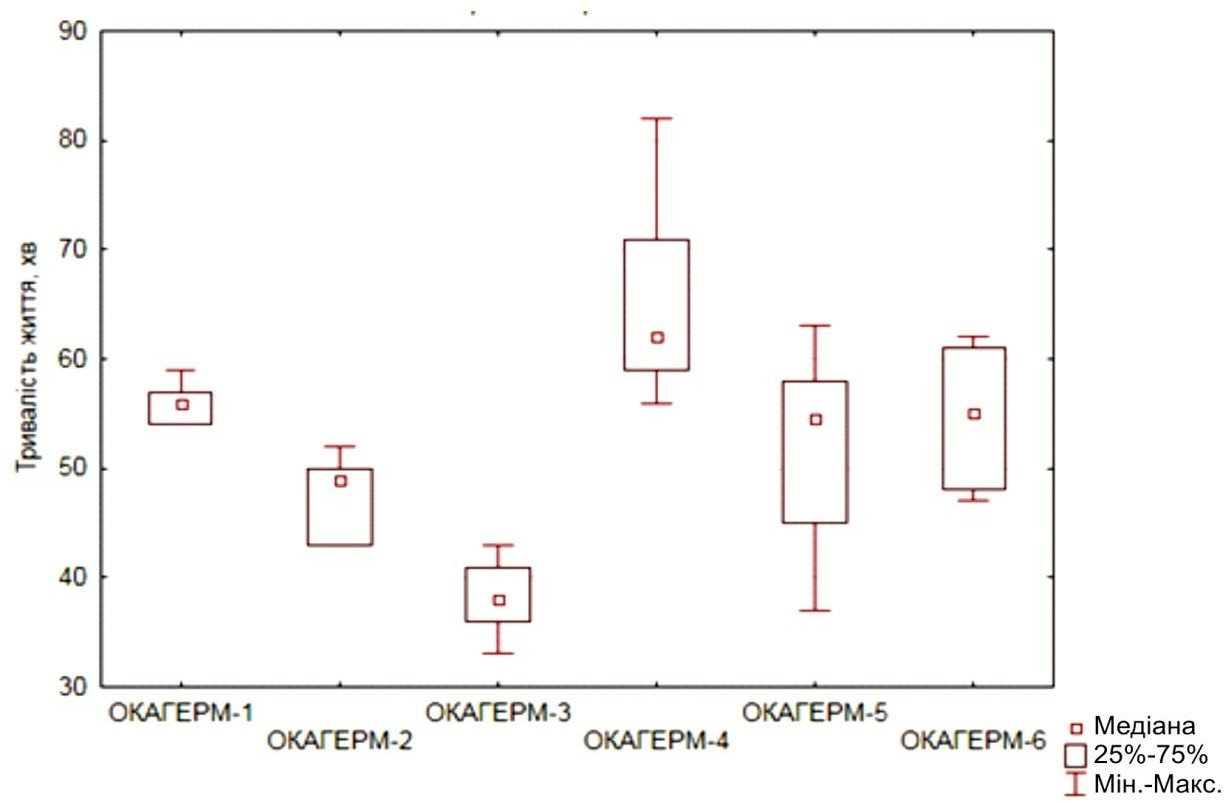 90
80
70
60
50
40
30
Тривалість життя, хв
ОКАГЕРМ-1
ОКАГЕРМ-2
ОКАГЕРМ-3
ОКАГЕРМ-4
ОКАГЕРМ-5
ОКАГЕРМ-6
Медіана
25%-75%
Мін.-Макс.